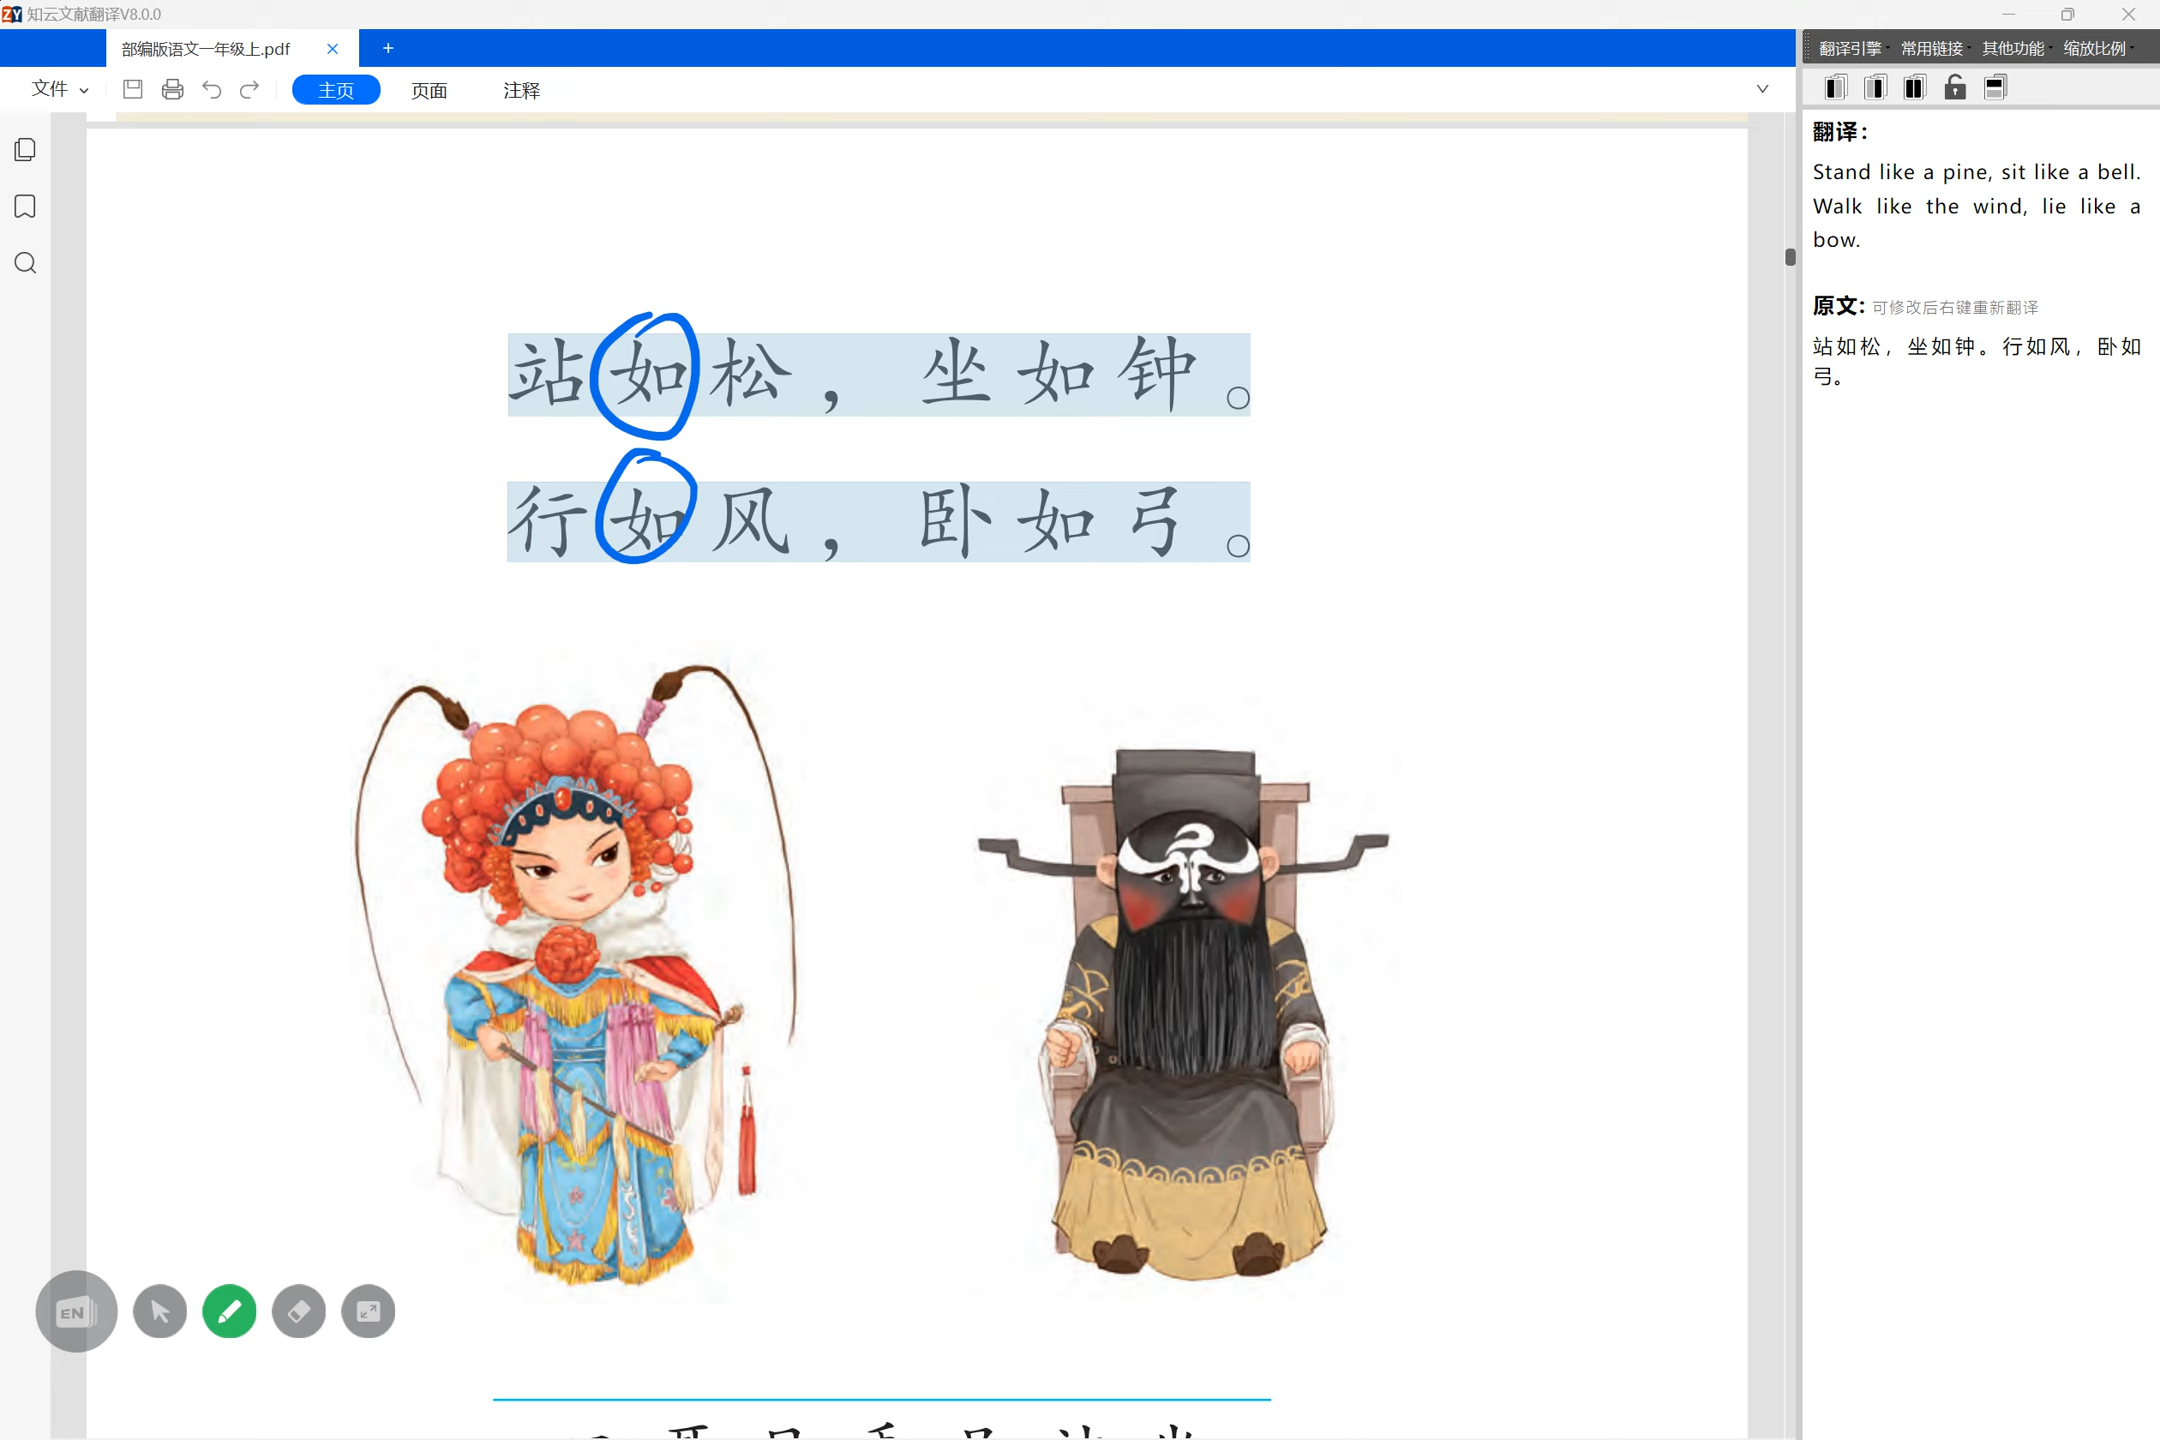 知云文献翻译V8.0.0
部编版语文一年级上.pdf
翻译引擎 常用链接 其他功能 缩放比例
文件 主页 页面 注释
翻译：
Stand like a pine, sit like a bell.
Walk like the wind, lie like a
bow.
原文: 可修改后右键重新翻译
站如松，坐如钟。行如风，卧如
弓。
站如松，坐如钟。
行如风，卧如弓。
EN